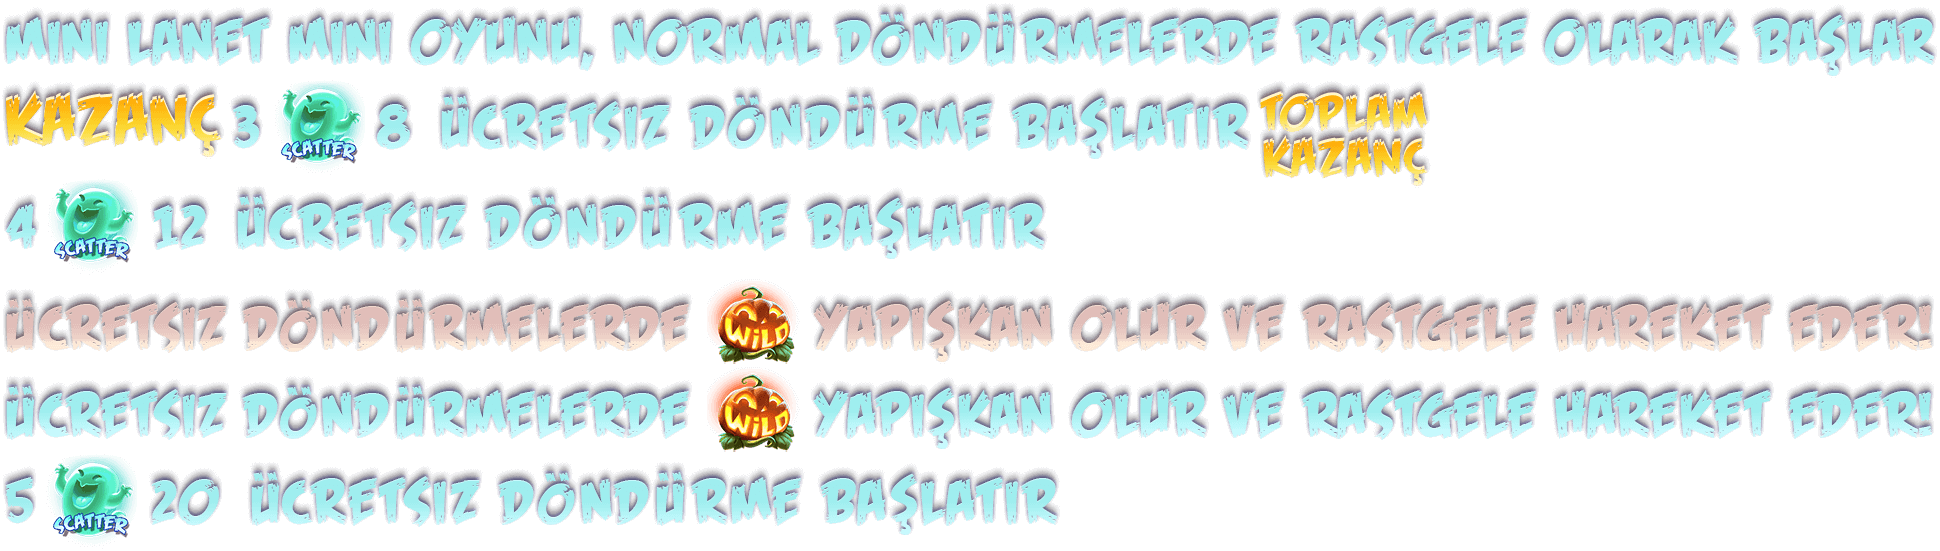 MINI LANET MINI OYUNU, NORMAL DÖNDÜRMELERDE RASTGELE OLARAK BAŞLAR
KAZANÇ 3 SCATTER 8 ÜCRETSIZ DÖNDÜRME BAŞLATIR TOPLAM
KAZANÇ
4 SCATTER 12 ÜCRETSIZ DÖNDÜRME BAŞLATIR
ÜCRETSIZ DÖNDÜRMELERDE WILD YAPIŞKAN OLUR VE RASTGELE HAREKET EDER!
ÜCRETSIZ DÖNDÜRMELERDE WILD YAPIŞKAN OLUR VE RASTGELE HAREKET EDER!
5 SCATTER 20 ÜCRETSIZ DÖNDÜRME BAŞLATIR